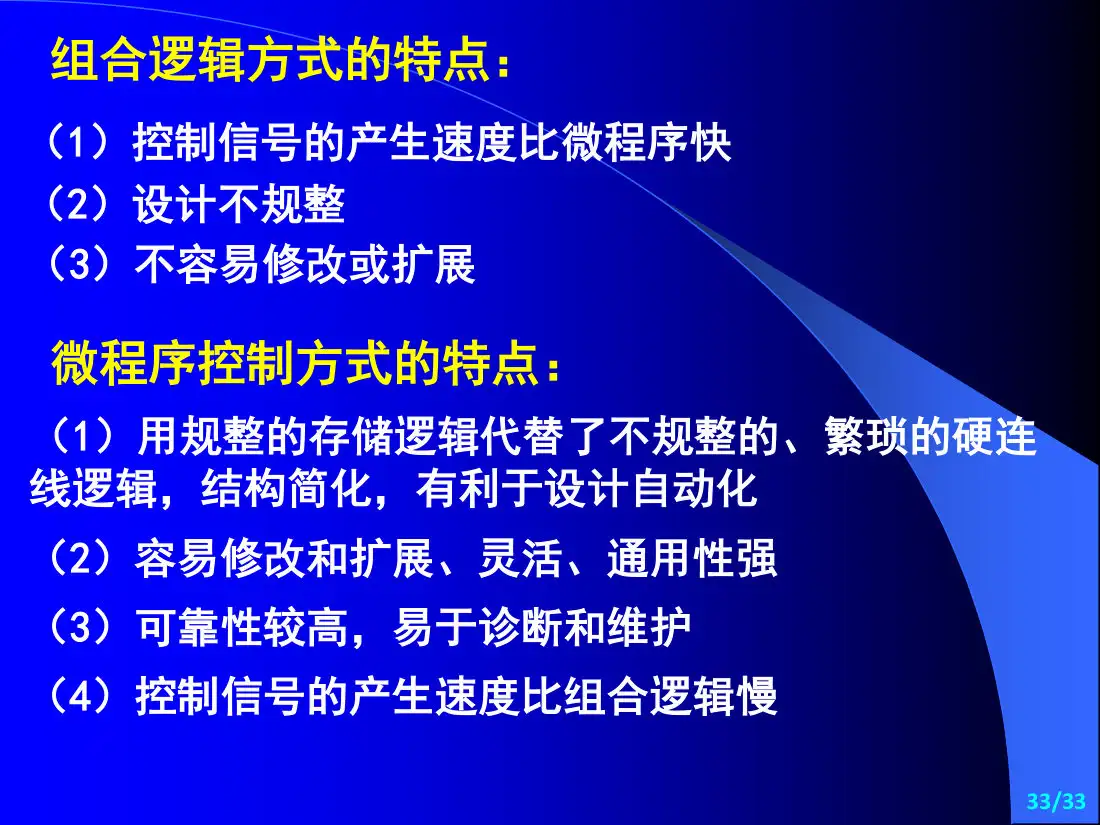 组合逻辑方式的特点：
（1）控制信号的产生速度比微程序快
（2）设计不规整
（3）不容易修改或扩展
微程序控制方式的特点：
（1）用规整的存储逻辑代替了不规整的、繁琐的硬连
线逻辑，结构简化，有利于设计自动化
（2）容易修改和扩展、灵活、通用性强
（3）可靠性较高，易于诊断和维护
（4）控制信号的产生速度比组合逻辑慢
33/33